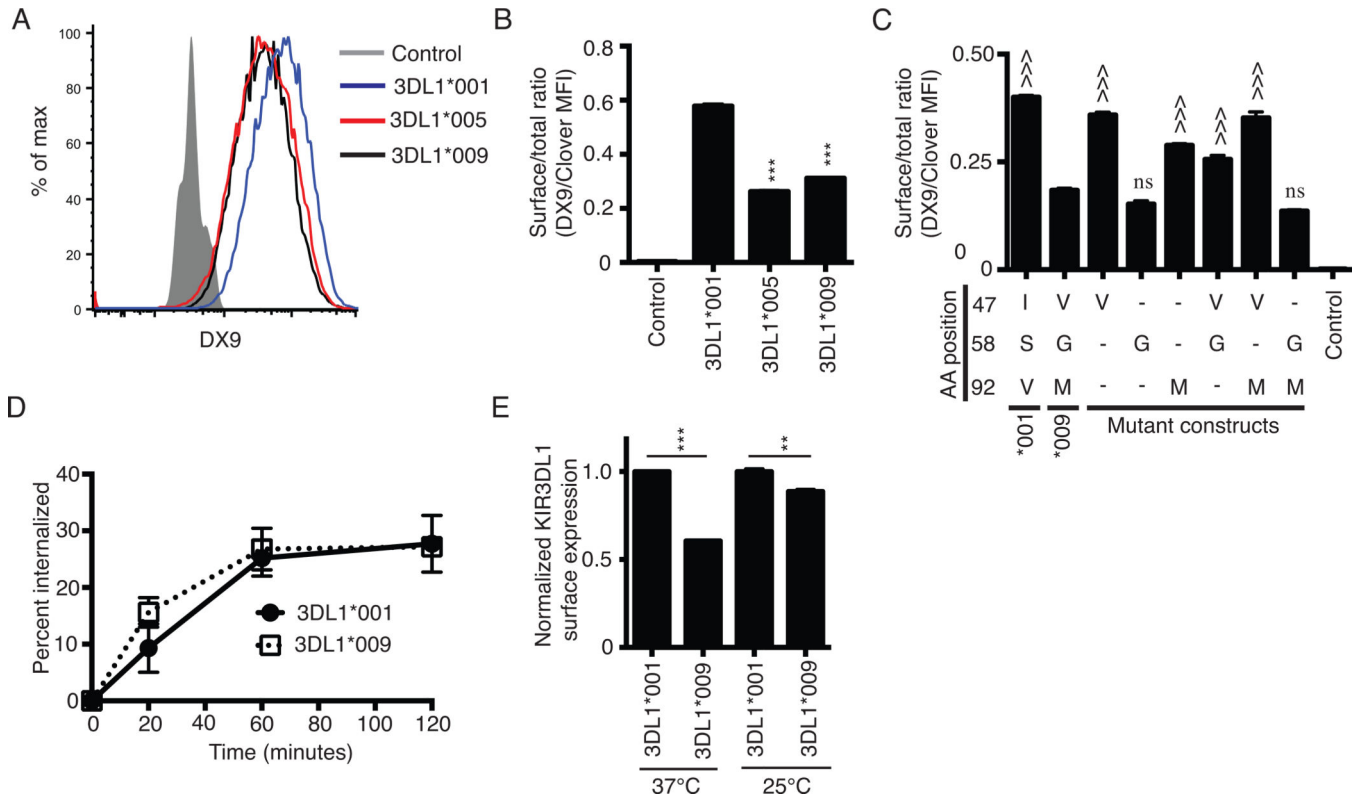 A
% of max
100
80
60
40
20
0
DX9
Control
3DL1*001
3DL1*005
3DL1*009
B
Surface/total ratio
(DX9/Clover MFI)
0.8
0.6
0.4
0.2
0
***
***
Control
3DL1*001
3DL1*005
3DL1*009
C
Surface/total ratio
(DX9/Clover MFI)
0.50
0.25
0
0
^^^
^^^
ns
^^^
^^^
^^^
ns
AA position
47 I V V - - V V -
58 S G - G - G - G
92 V M - - M - M M
Control
*001
*009
Mutant constructs
D
Percent internalized
40
30
20
10
0
0 20 40 60 80 100 120
Time (minutes)
3DL1*001
3DL1*009
E
Normalized KIR3DL1
surface expression
1.0
0.5
0
***
**
3DL1*001
3DL1*009
3DL1*001
3DL1*009
37°C
25°C